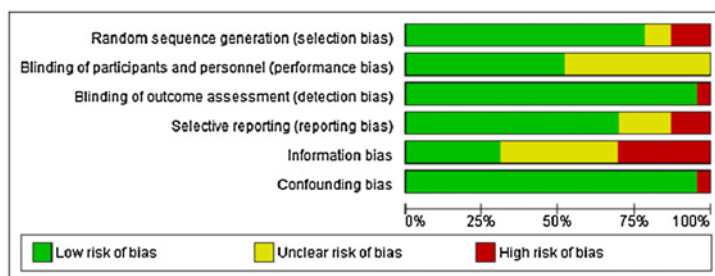 Random sequence generation (selection bias)
Blinding of participants and personnel (performance bias)
Blinding of outcome assessment (detection bias)
Selective reporting (reporting bias)
Information bias
Confounding bias
0% 25% 50% 75% 100%
Low risk of bias Unclear risk of bias High risk of bias